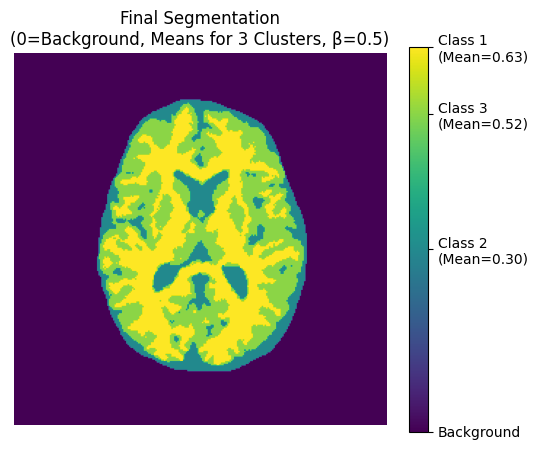 Final Segmentation
(0=Background, Means for 3 Clusters, β=0.5)
Class 1
(Mean=0.63)
Class 3
(Mean=0.52)
Class 2
(Mean=0.30)
Background